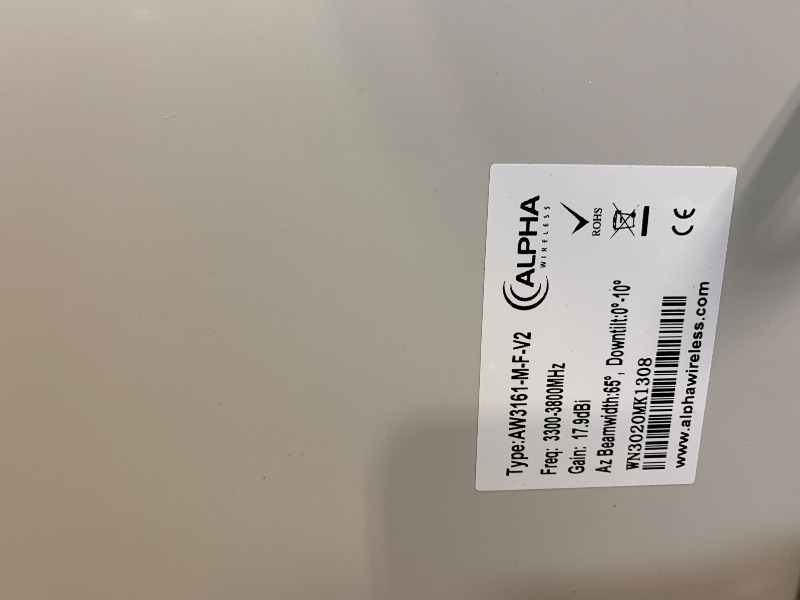 ALPHA
WIRELESS
Type:AW3161-M-F-V2
Freq: 3300-3800MHz
Gain: 17.9dBi
ROHS
Az Beamwidth:65°, Downtilt:0°-10°
WN3020MK1308
CE
www.alphawireless.com